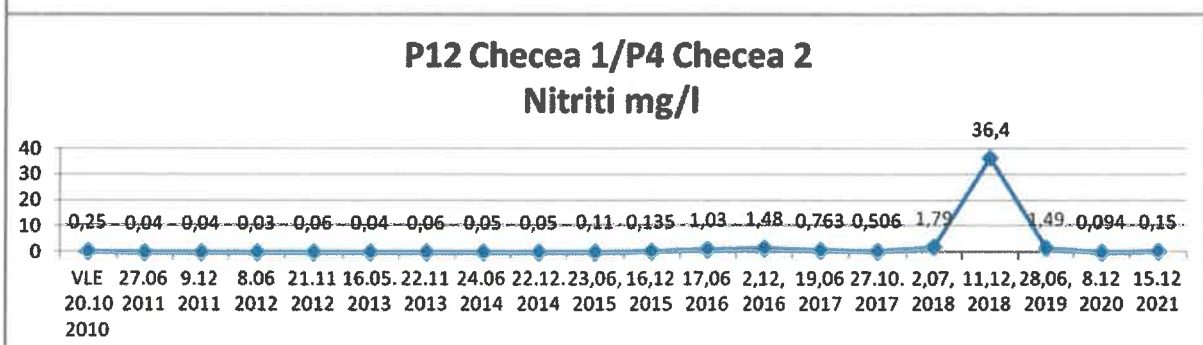 P12 Checea 1/P4 Checea 2
Nitriti mg/l
36,4
40
30
20
10
0
0,25 0,04 0,04 0,03 0,06 0,04 0,06 0,05 0,05 0,11 0,135 1,03 1,48 0,763 0,506 1,79 1,49 0,094 0,15
VLE 27.06 9.12 8.06 21.11 16.05. 22.11 24.06 22.12. 23,06, 16,12 17,06 2,12, 19,06 27.10. 2,07, 11,12, 28,06, 8.12 15.12
20.10 2011 2011 2012 2012 2013 2013 2014 2014 2015 2015 2016 2016 2017 2017 2018 2018 2019 2020 2021
2010